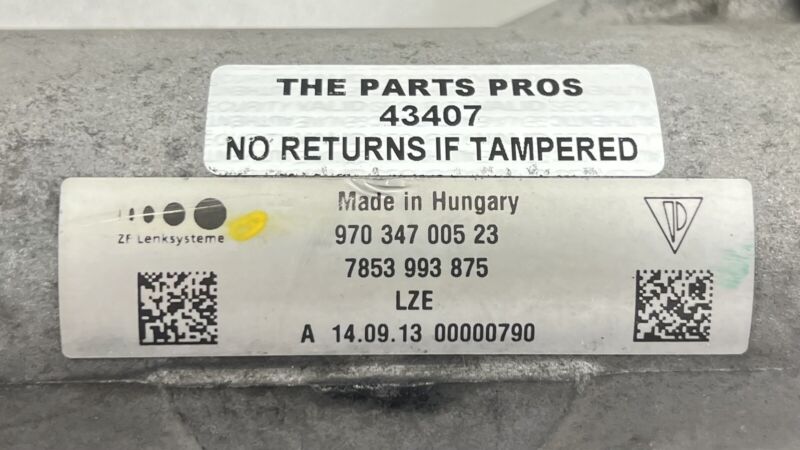 THE PARTS PROS
43407
NO RETURNS IF TAMPERED
Made in Hungary
ZF Lenksysteme
970 347 005 23
7853 993 875
LZE
A 14.09.13 00000790